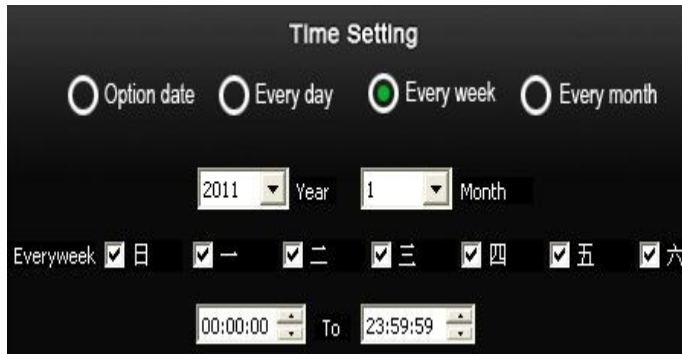 Time Setting
Option date Every day Every week Every month
2011 Year 1 Month
Everyweek 日 一 二 三 四 五 六
00:00:00 To 23:59:59